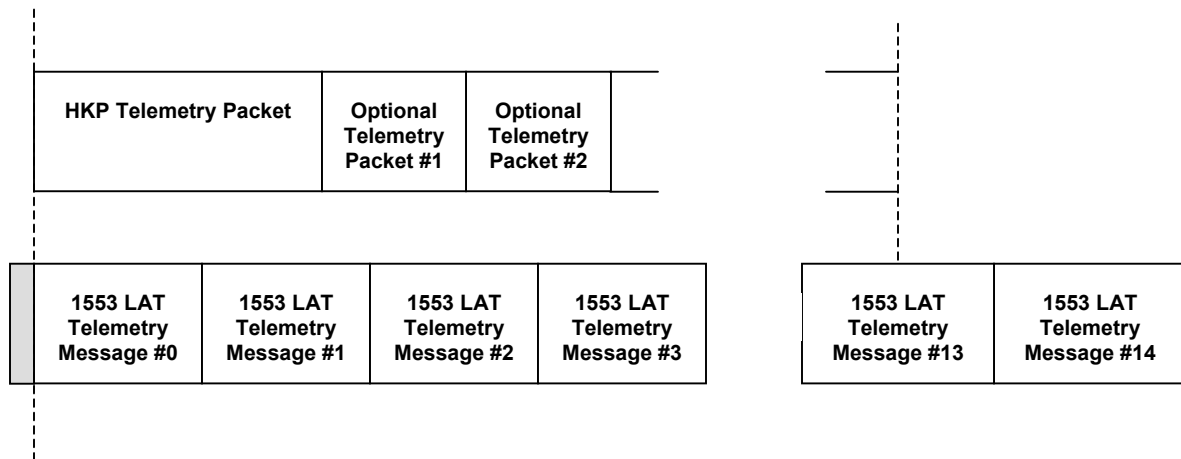 HKP Telemetry Packet
Optional
Telemetry
Packet #1
Optional
Telemetry
Packet #2
1553 LAT
Telemetry
Message #0
1553 LAT
Telemetry
Message #1
1553 LAT
Telemetry
Message #2
1553 LAT
Telemetry
Message #3
1553 LAT
Telemetry
Message #13
1553 LAT
Telemetry
Message #14